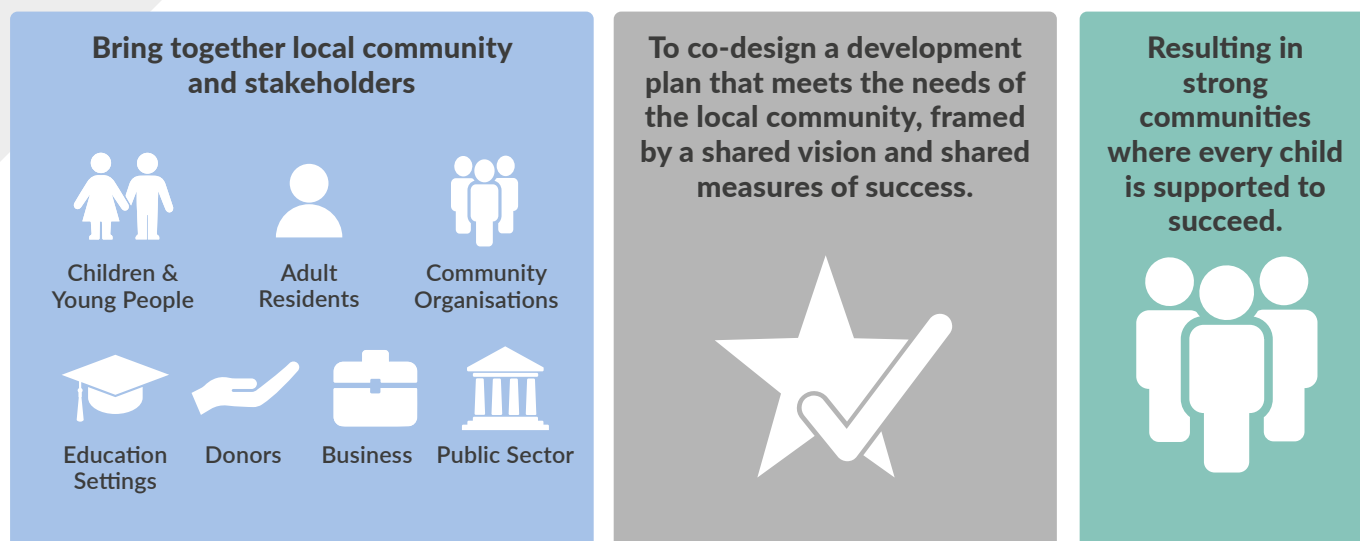 Bring together local community
and stakeholders
Children &
Young People
Adult
Residents
Community
Organisations
Education
Settings
Donors
Business
Public Sector
To co-design a development
plan that meets the needs of
the local community, framed
by a shared vision and shared
measures of success.
Resulting in
strong
communities
where every child
is supported to
succeed.